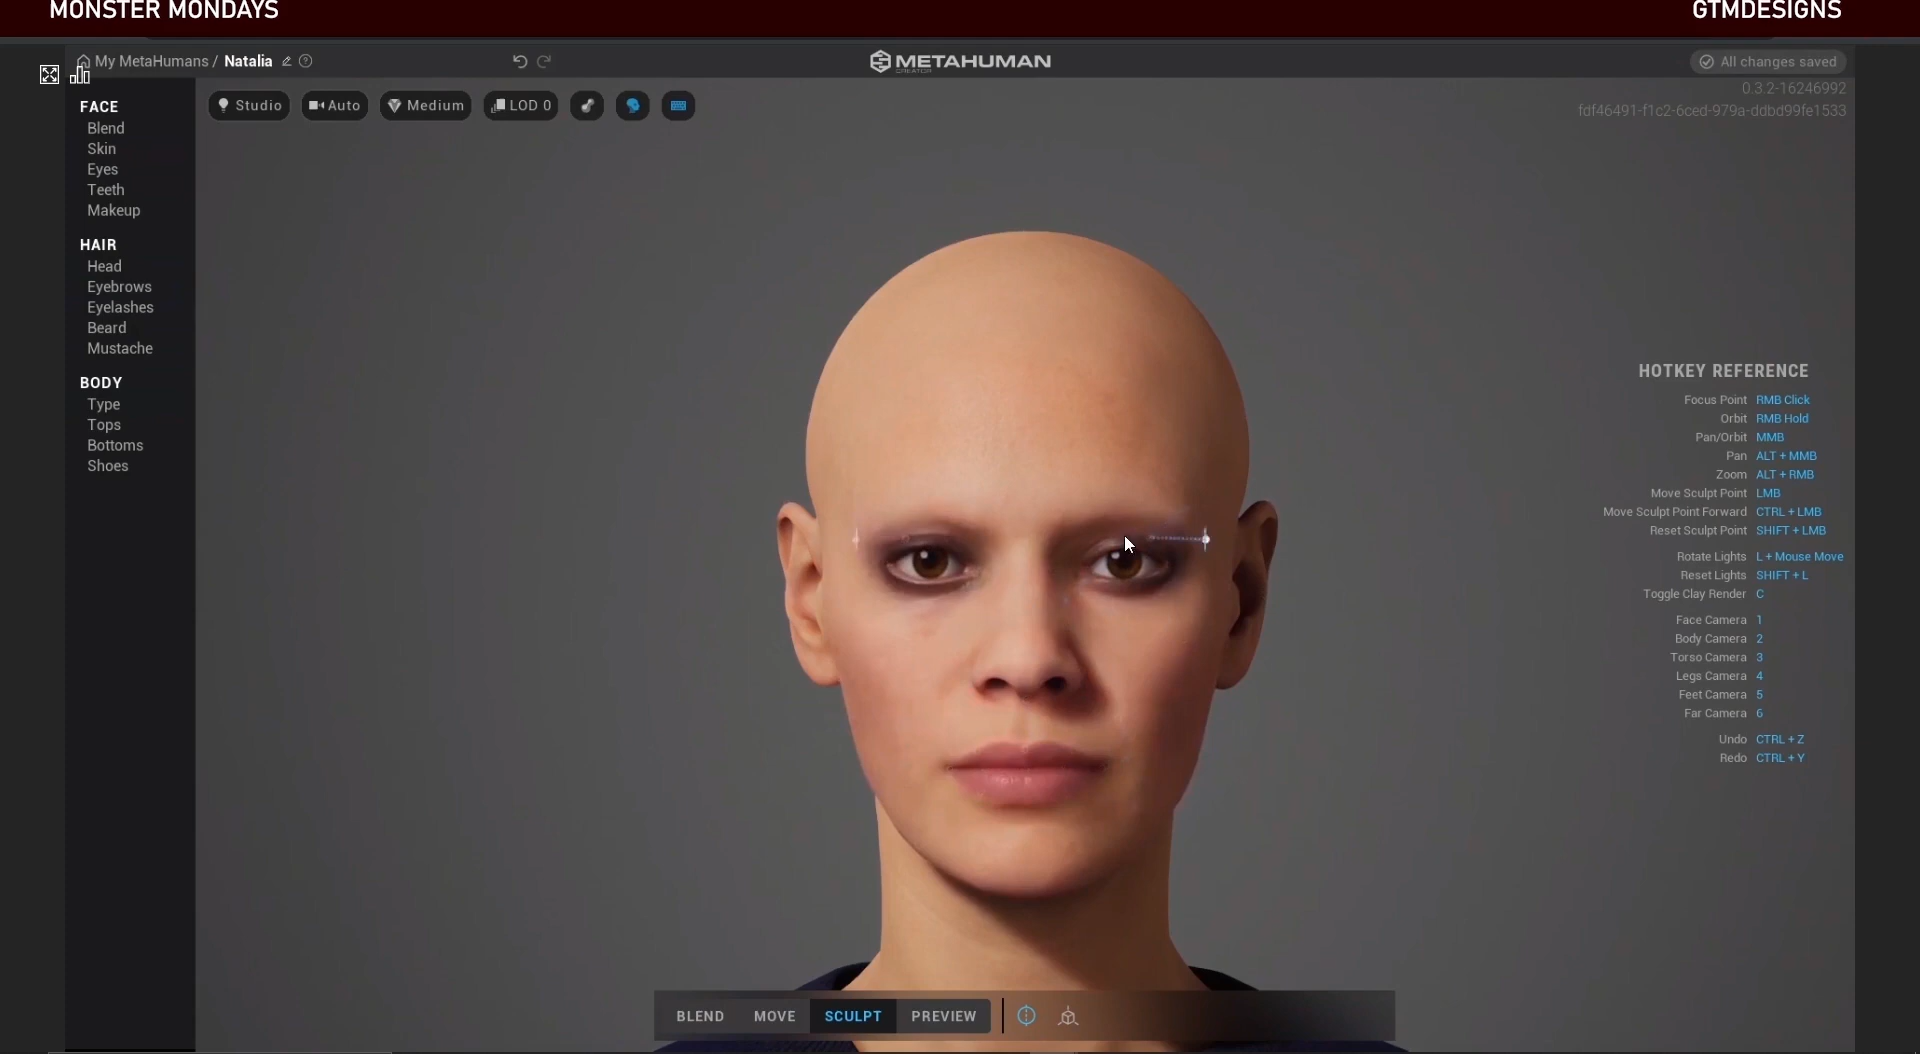 MONSTER MONDAYS
GTMDESIGNS
My MetaHumans / Natalia
METAHUMAN
CREATOR
All changes saved
0.3.2-16246992
fdf46491-f1c2-6ced-979a-ddbd99fe1533
Studio
Auto
Medium
LOD 0
FACE
Blend
Skin
Eyes
Teeth
Makeup
HAIR
Head
Eyebrows
Eyelashes
Beard
Mustache
BODY
Type
Tops
Bottoms
Shoes
HOTKEY REFERENCE
Focus Point RMB Click
Orbit RMB Hold
Pan/Orbit MMB
Pan ALT + MMB
Zoom ALT + RMB
Move Sculpt Point LMB
Move Sculpt Point Forward CTRL + LMB
Reset Sculpt Point SHIFT + LMB
Rotate Lights L + Mouse Move
Reset Lights SHIFT + L
Toggle Clay Render C
Face Camera 1
Body Camera 2
Torso Camera 3
Legs Camera 4
Feet Camera 5
Far Camera 6
Undo CTRL + Z
Redo CTRL + Y
BLEND
MOVE
SCULPT
PREVIEW